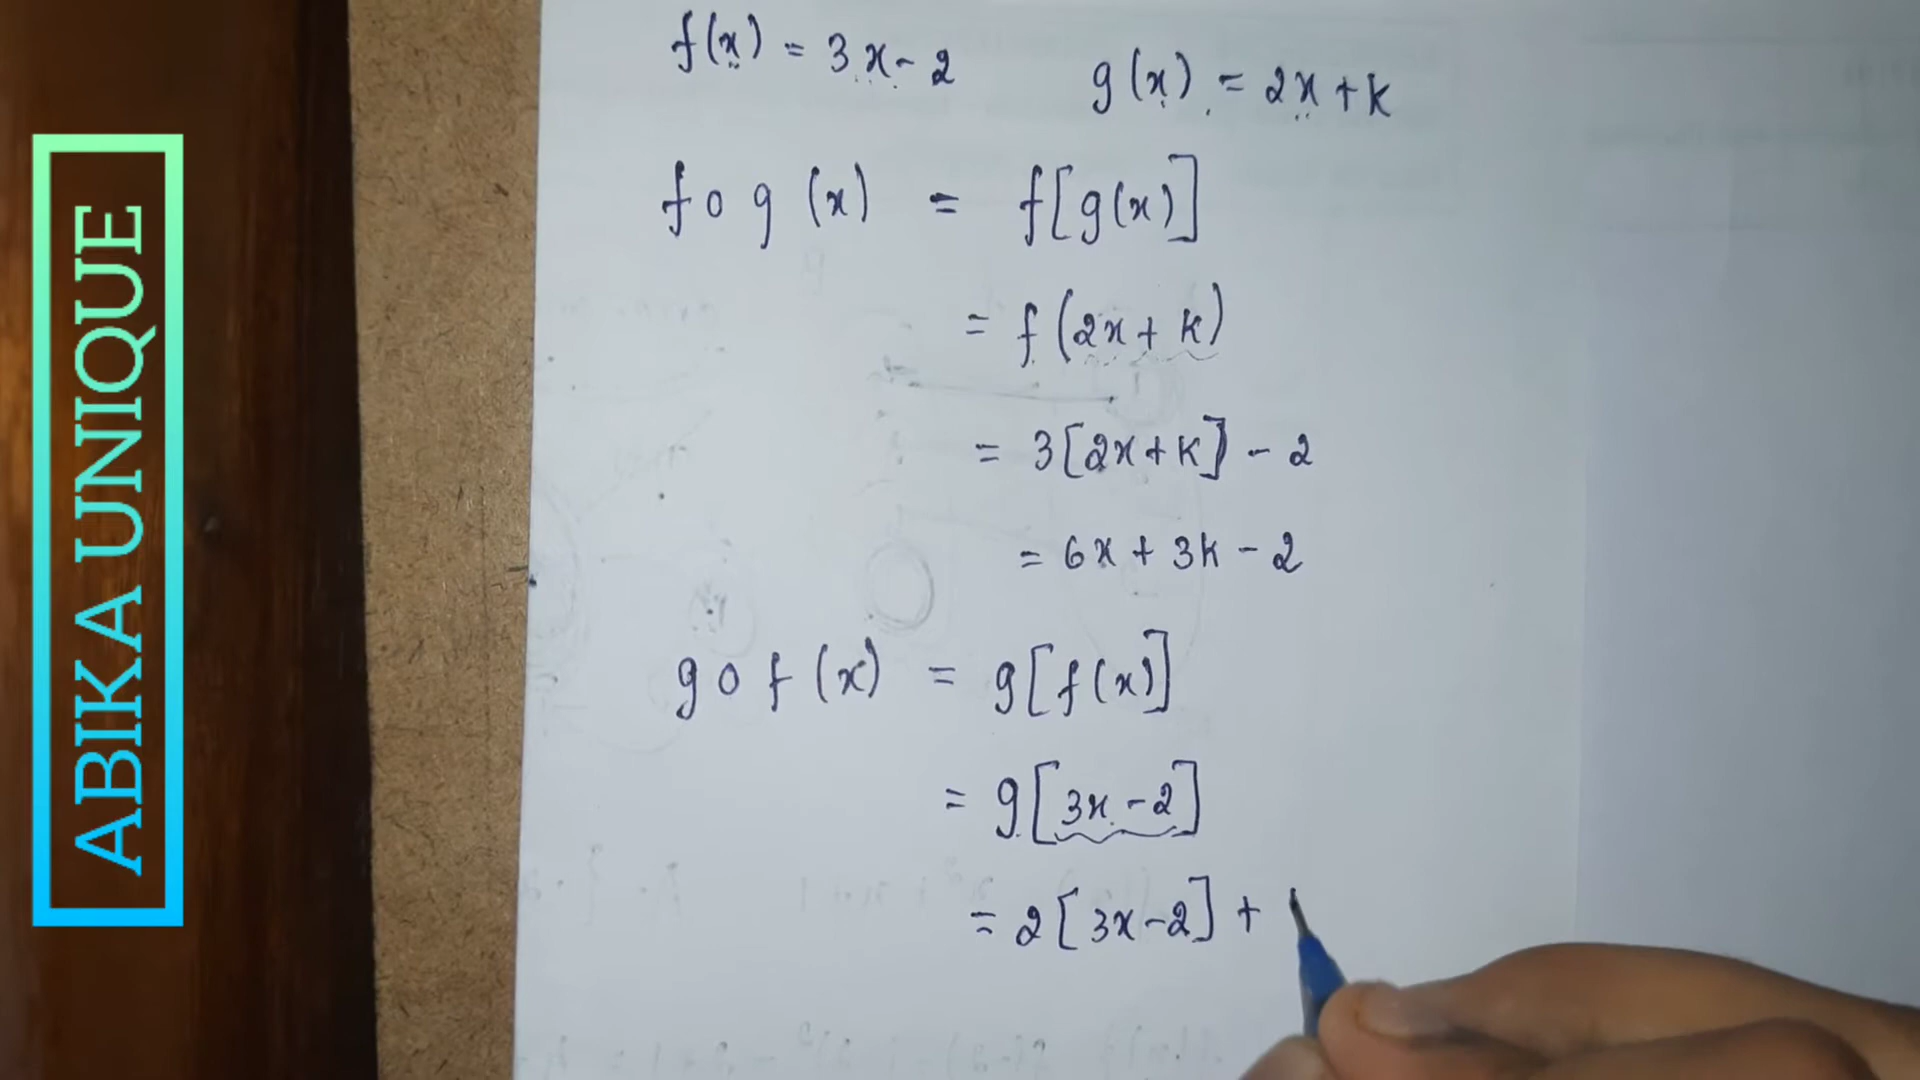 ABIKA UNIQUE
f(x) = 3x - 2
g(x) = 2x + k
f o g (x) = f[g(x)]
= f(2x + k)
= 3[2x + k] - 2
= 6x + 3k - 2
g o f (x) = g[f(x)]
= g[3x - 2]
= 2[3x - 2] +